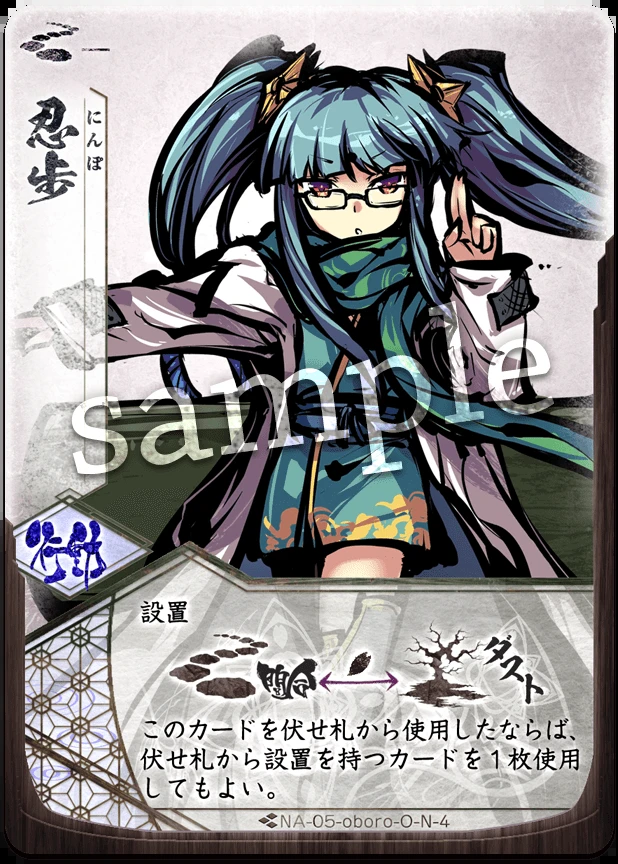 忍歩
にんぽ
sample
行動
設置
間合
ダスト
このカードを伏せ札から使用したならば、
伏せ札から設置を持つカードを1枚使用
してもよい。
NA-05-oboro-O-N-4